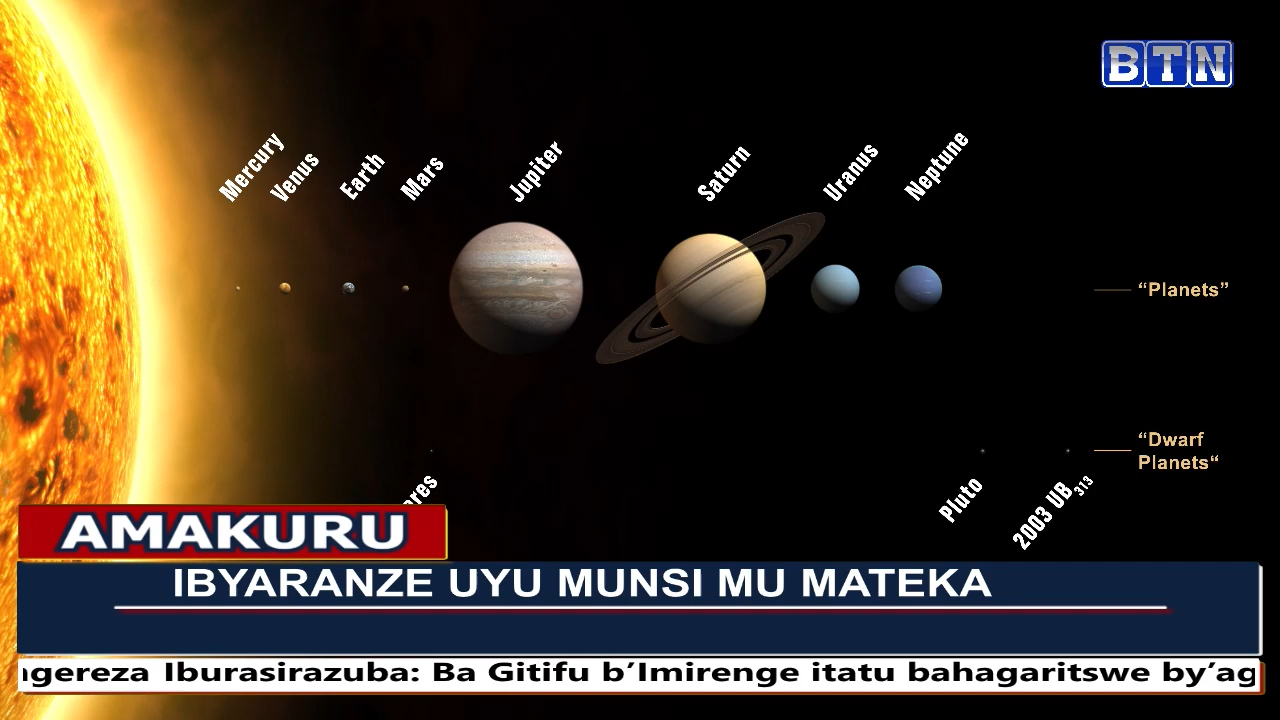 BTN
Mercury
Venus
Earth
Mars
Jupiter
Saturn
Uranus
Neptune
“Planets”
“Dwarf
Planets“
Pluto
2003 UB313
AMAKURU
IBYARANZE UYU MUNSI MU MATEKA
Iburasirazuba: Ba Gitifu b’Imirenge itatu bahagaritswe